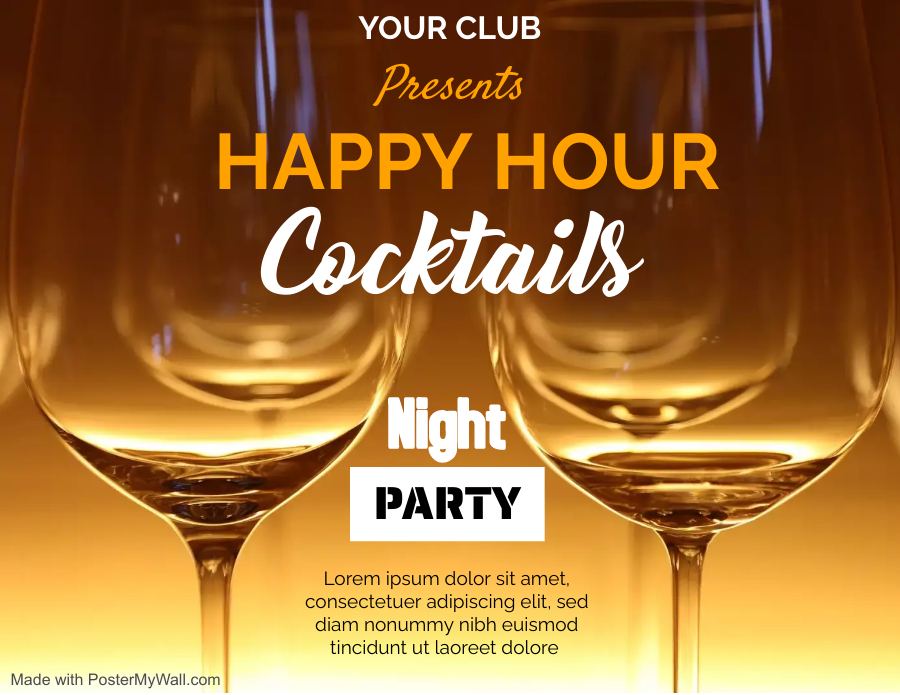 YOUR CLUB
Presents
HAPPY HOUR
Cocktails
Night
PARTY
Lorem ipsum dolor sit amet,
consectetuer adipiscing elit, sed
diam nonummy nibh euismod
tincidunt ut laoreet dolore
Made with PosterMyWall.com